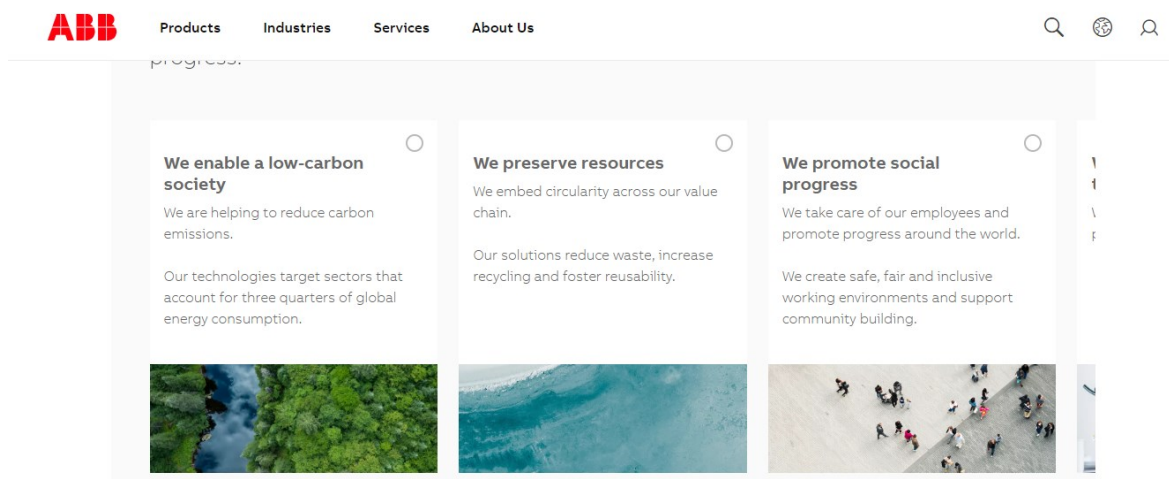 ABB Products Industries Services About Us
progress.
We enable a low-carbon
society
We are helping to reduce carbon
emissions.
Our technologies target sectors that
account for three quarters of global
energy consumption.
We preserve resources
We embed circularity across our value
chain.
Our solutions reduce waste, increase
recycling and foster reusability.
We promote social
progress
We take care of our employees and
promote progress around the world.
We create safe, fair and inclusive
working environments and support
community building.